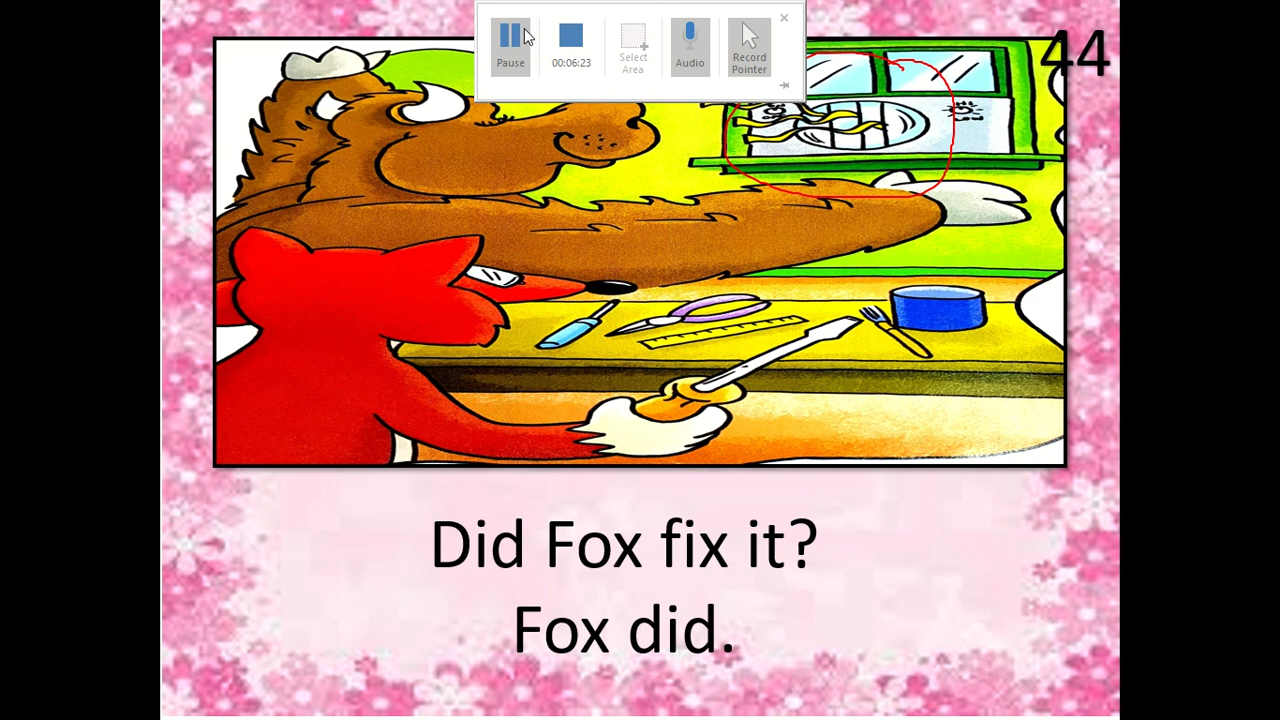 Pause
00:06:23
Select
Area
Audio
Record
Pointer
44
Did Fox fix it?
Fox did.